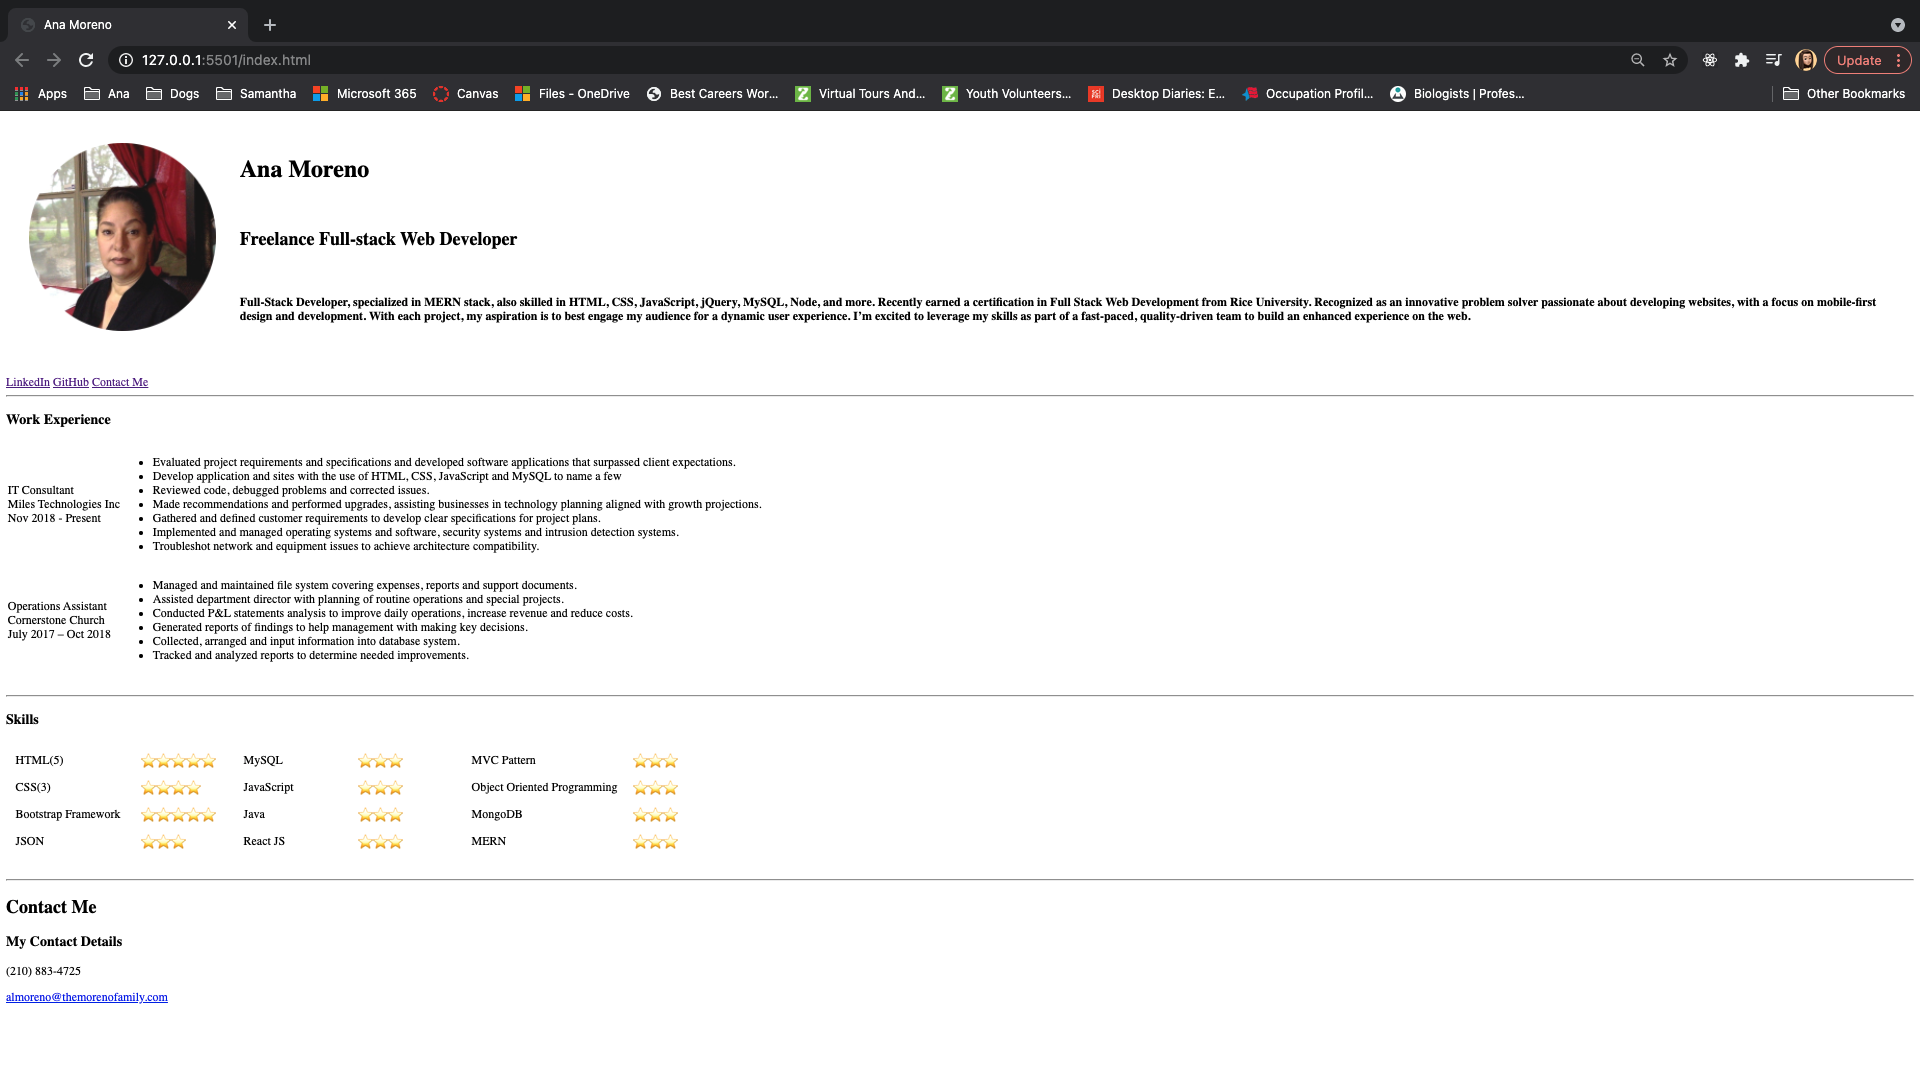 Ana Moreno
127.0.0.1:5501/index.html
Update
Apps Ana Dogs Samantha Microsoft 365 Canvas Files - OneDrive Best Careers Wor... Virtual Tours And... Youth Volunteers... Desktop Diaries: E... Occupation Profil... Biologists | Profes... Other Bookmarks
Ana Moreno
Freelance Full-stack Web Developer
Full-Stack Developer, specialized in MERN stack, also skilled in HTML, CSS, JavaScript, jQuery, MySQL, Node, and more. Recently earned a certification in Full Stack Web Development from Rice University. Recognized as an innovative problem solver passionate about developing websites, with a focus on mobile-first
design and development. With each project, my aspiration is to best engage my audience for a dynamic user experience. I’m excited to leverage my skills as part of a fast-paced, quality-driven team to build an enhanced experience on the web.
LinkedIn GitHub Contact Me
Work Experience
IT Consultant
Miles Technologies Inc
Nov 2018 - Present
• Evaluated project requirements and specifications and developed software applications that surpassed client expectations.
• Develop application and sites with the use of HTML, CSS, JavaScript and MySQL to name a few
• Reviewed code, debugged problems and corrected issues.
• Made recommendations and performed upgrades, assisting businesses in technology planning aligned with growth projections.
• Gathered and defined customer requirements to develop clear specifications for project plans.
• Implemented and managed operating systems and software, security systems and intrusion detection systems.
• Troubleshot network and equipment issues to achieve architecture compatibility.
Operations Assistant
Cornerstone Church
July 2017 – Oct 2018
• Managed and maintained file system covering expenses, reports and support documents.
• Assisted department director with planning of routine operations and special projects.
• Conducted P&L statements analysis to improve daily operations, increase revenue and reduce costs.
• Generated reports of findings to help management with making key decisions.
• Collected, arranged and input information into database system.
• Tracked and analyzed reports to determine needed improvements.
Skills
HTML(5) ⭐⭐⭐⭐⭐ MySQL ⭐⭐⭐ MVC Pattern ⭐⭐⭐
CSS(3) ⭐⭐⭐⭐ JavaScript ⭐⭐⭐ Object Oriented Programming ⭐⭐⭐
Bootstrap Framework ⭐⭐⭐⭐⭐ Java ⭐⭐⭐ MongoDB ⭐⭐⭐
JSON ⭐⭐⭐ React JS ⭐⭐⭐ MERN ⭐⭐⭐
Contact Me
My Contact Details
(210) 883-4725
almoreno@themorenofamily.com